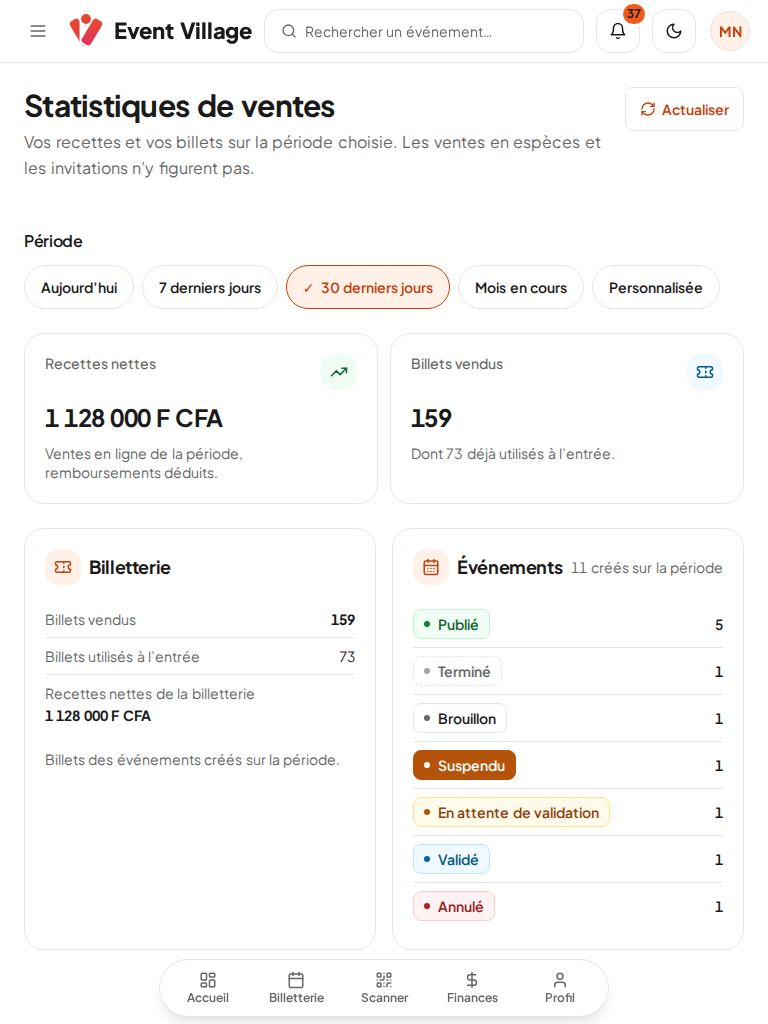 Event Village
Rechercher un événement…
37
MN
Statistiques de ventes
Actualiser
Vos recettes et vos billets sur la période choisie. Les ventes en espèces et
les invitations n’y figurent pas.
Période
Aujourd’hui
7 derniers jours
✓ 30 derniers jours
Mois en cours
Personnalisée
Recettes nettes
1 128 000 F CFA
Ventes en ligne de la période,
remboursements déduits.
Billets vendus
159
Dont 73 déjà utilisés à l’entrée.
Billetterie
Billets vendus 159
Billets utilisés à l’entrée 73
Recettes nettes de la billetterie
1 128 000 F CFA
Billets des événements créés sur la période.
Événements 11 créés sur la période
Publié 5
Terminé 1
Brouillon 1
Suspendu 1
En attente de validation 1
Validé 1
Annulé 1
Accueil
Billetterie
Scanner
Finances
Profil